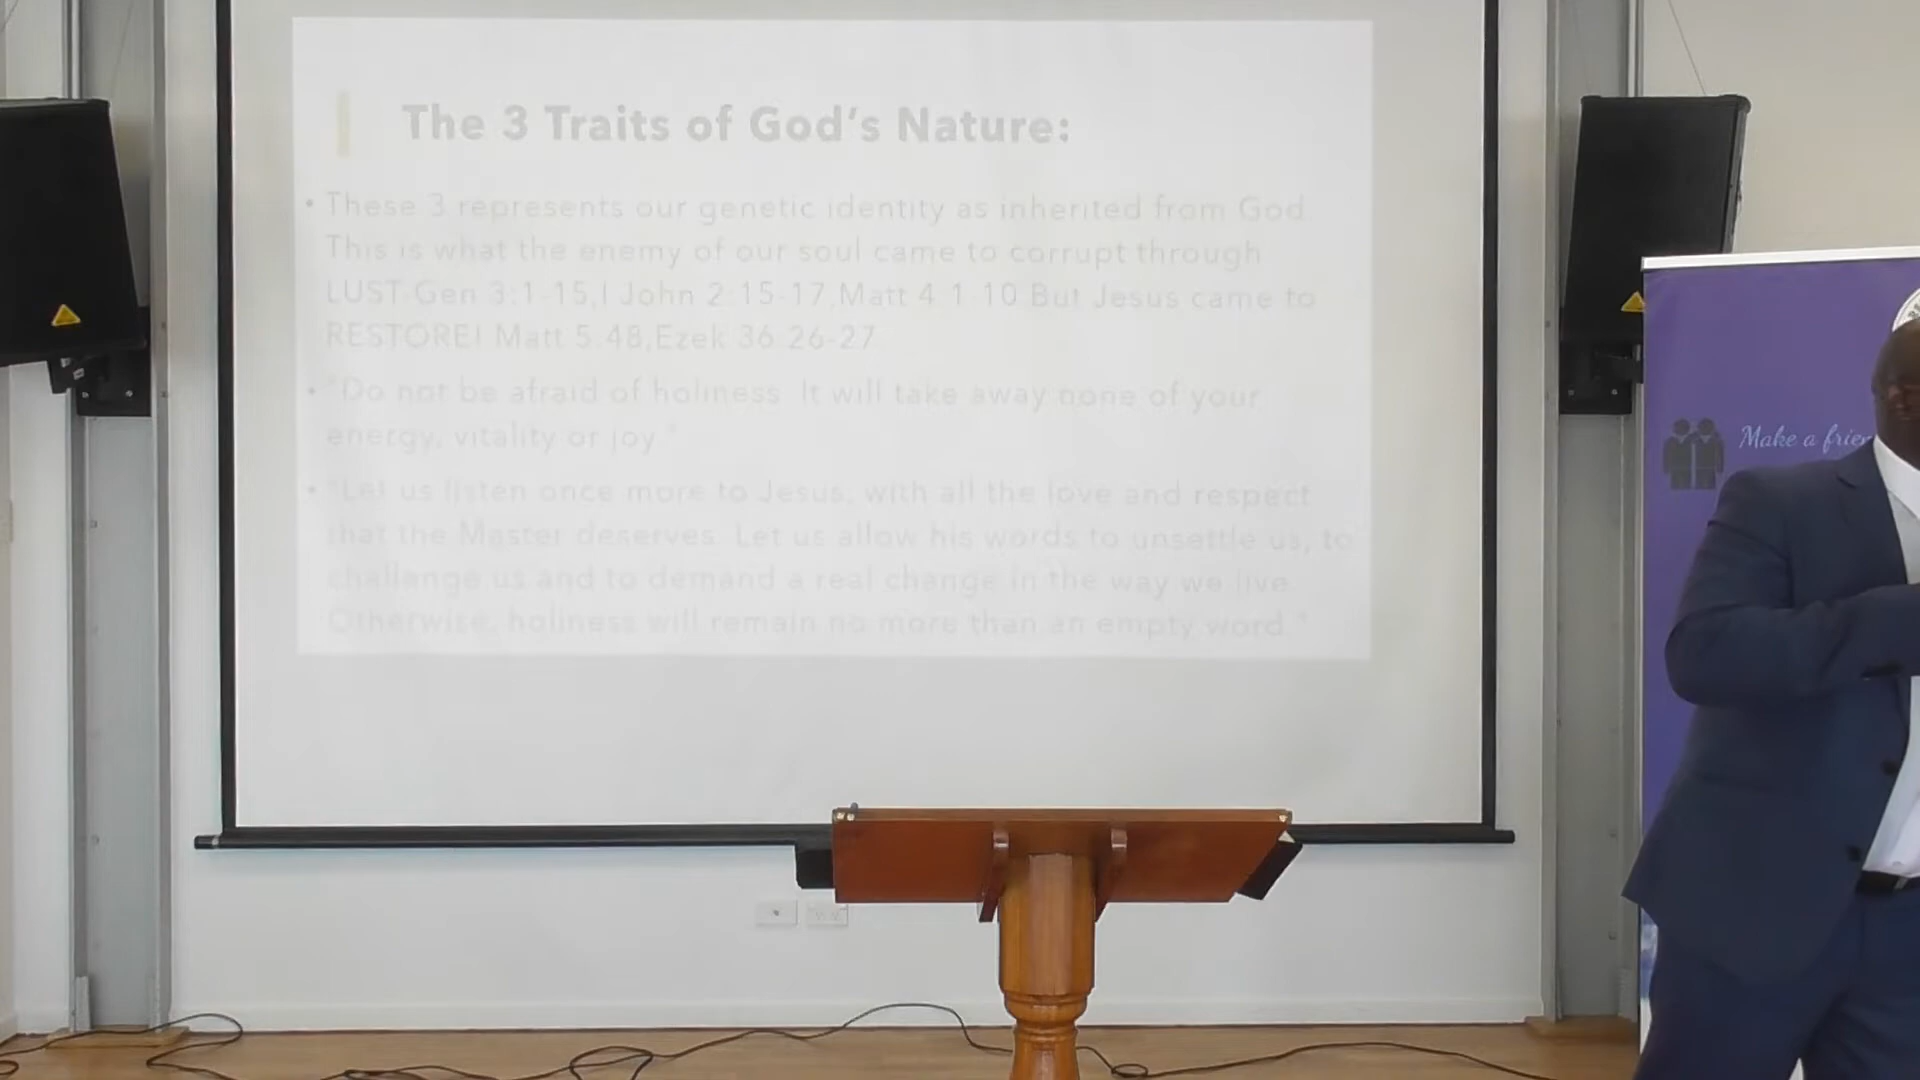 The 3 Traits of God's Nature:
• These 3 represents our genetic identity as inherited from God.
This is what the enemy of our soul came to corrupt through
LUST-Gen 3:1-15,I John 2:15-17,Matt 4:1-10 But Jesus came to
RESTORE! Matt 5:48,Ezek 36:26-27
• "Do not be afraid of holiness. It will take away none of your
energy, vitality or joy."
• "Let us listen once more to Jesus, with all the love and respect
that the Master deserves. Let us allow his words to unsettle us, to
challenge us and to demand a real change in the way we live.
Otherwise, holiness will remain no more than an empty word."
Make a